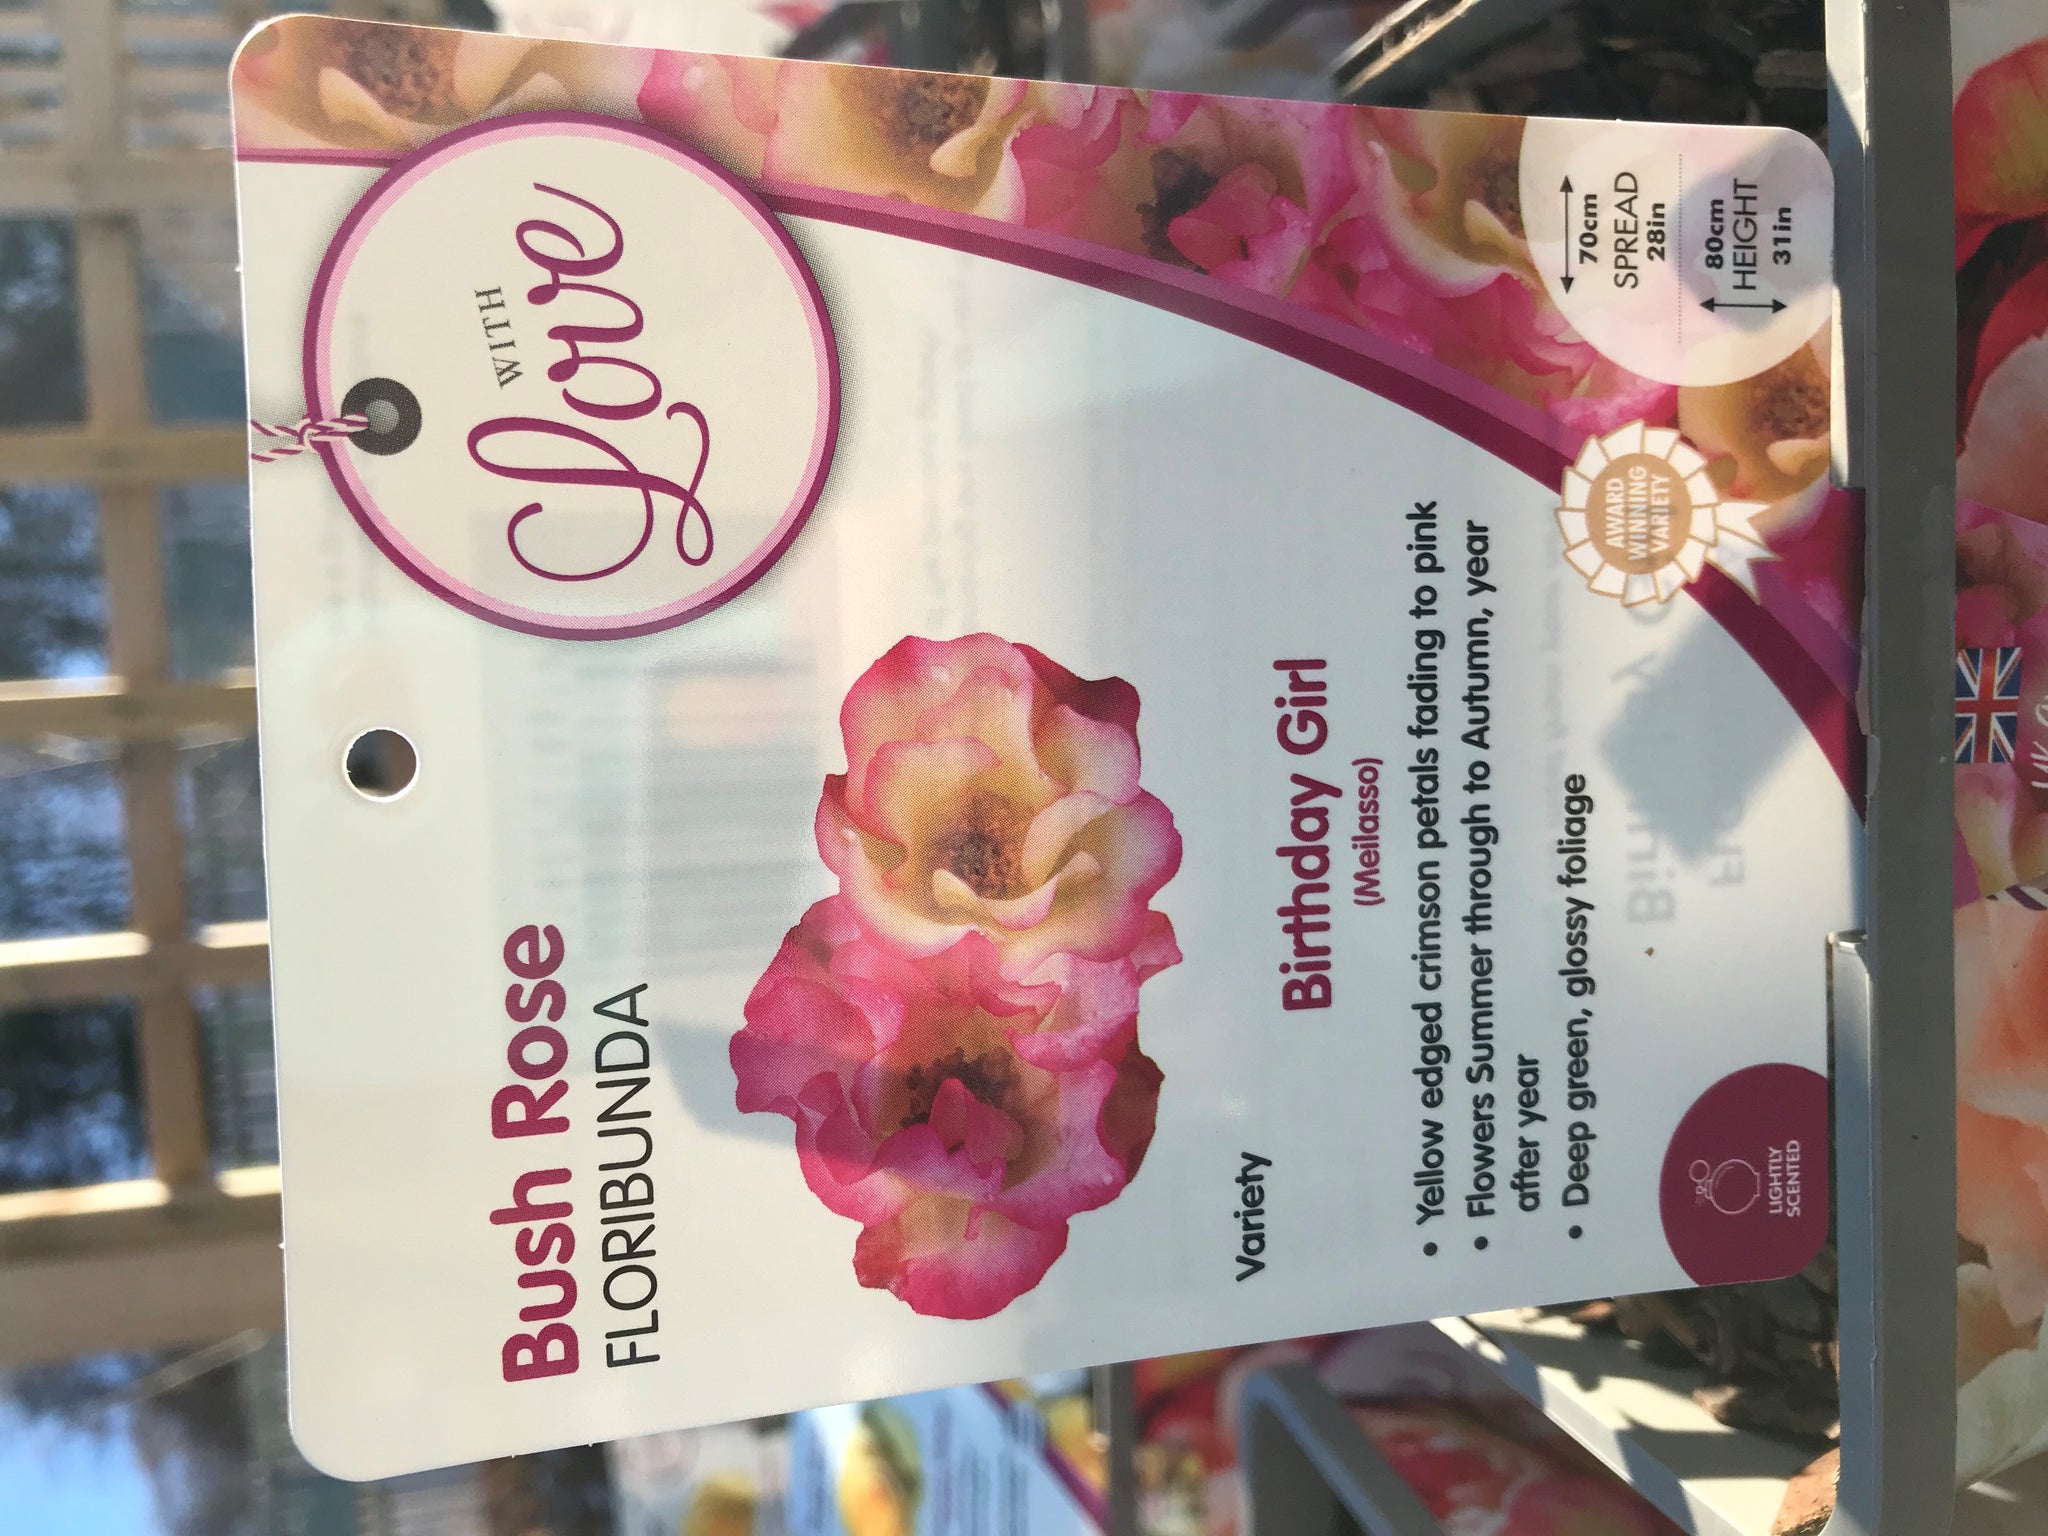 Bush Rose
FLORIBUNDA
WITH
Love
Variety
Birthday Girl
(Meilasso)
• Yellow edged crimson petals fading to pink
• Flowers Summer through to Autumn, year
after year
• Deep green, glossy foliage
AWARD
WINNING
VARIETY
70cm
SPREAD
28in
80cm
HEIGHT
31in
LIGHTLY
SCENTED